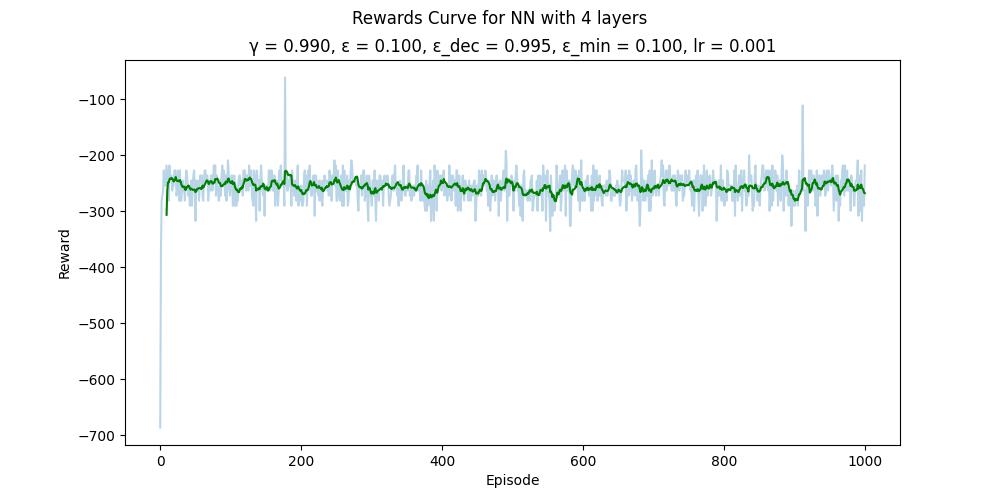 Rewards Curve for NN with 4 layers
γ = 0.990, ε = 0.100, ε_dec = 0.995, ε_min = 0.100, lr = 0.001
Reward
−100
−200
−300
−400
−500
−600
−700
0 200 400 600 800 1000
Episode